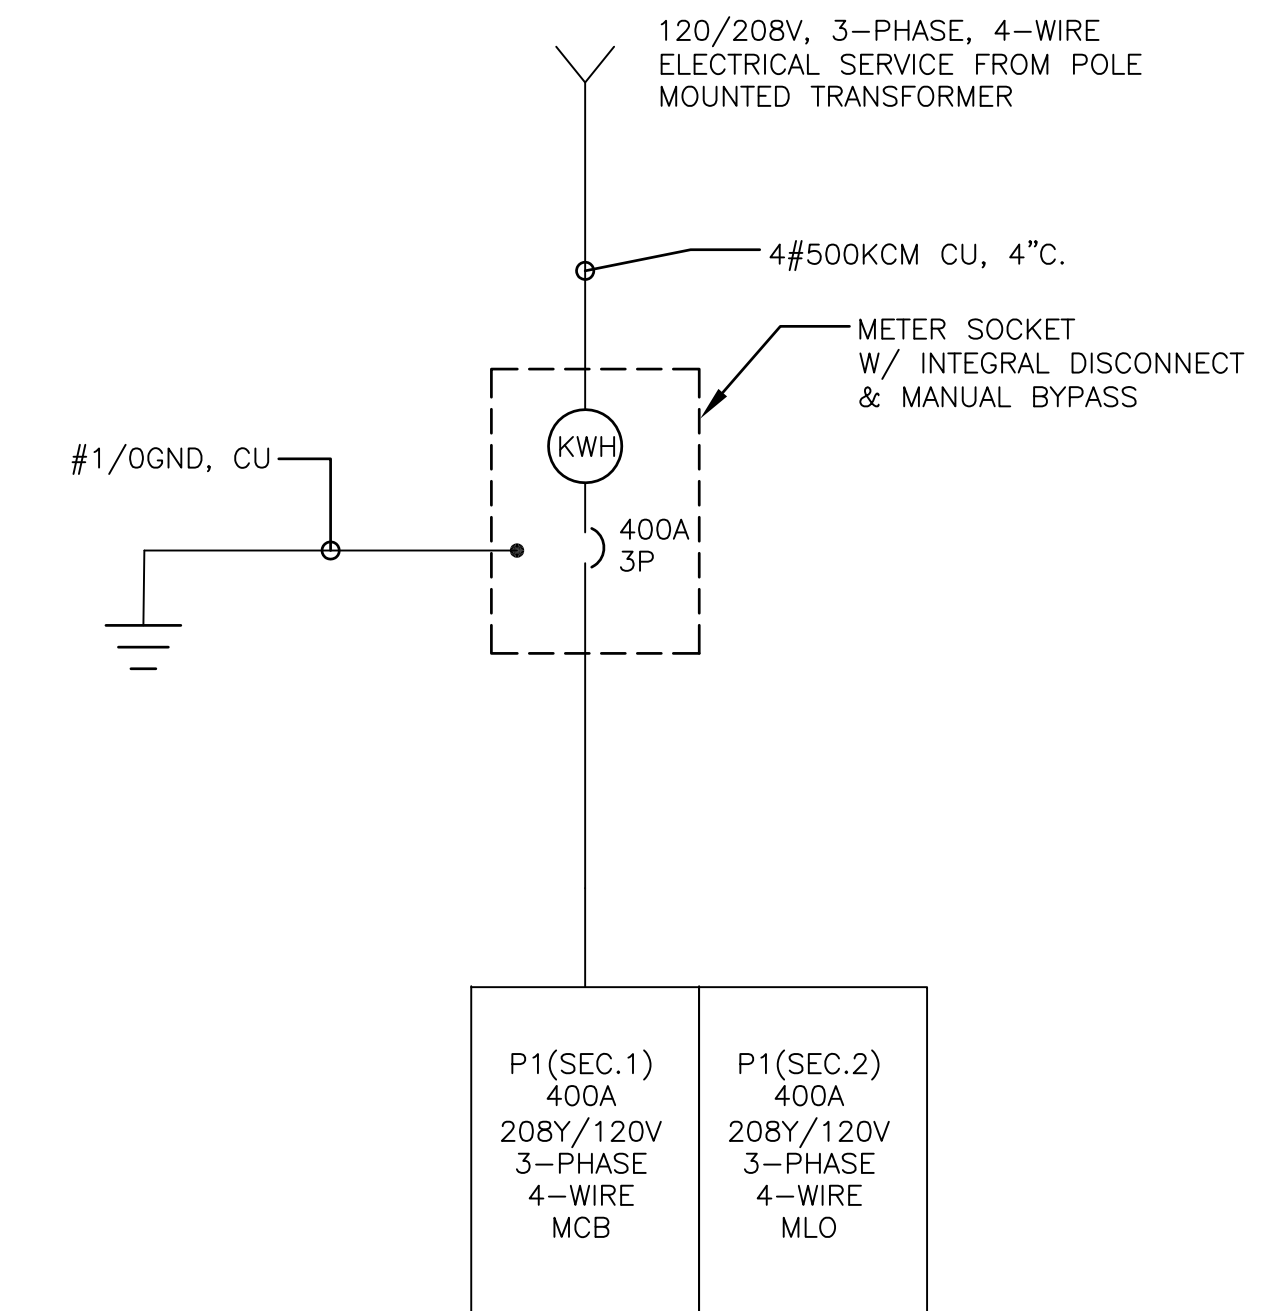 120/208V, 3-PHASE, 4-WIRE
ELECTRICAL SERVICE FROM POLE
MOUNTED TRANSFORMER
4#500KCM CU, 4"C.
METER SOCKET
W/ INTEGRAL DISCONNECT
& MANUAL BYPASS
#1/0GND, CU
KWH
400A
3P
P1(SEC.1)
400A
208Y/120V
3-PHASE
4-WIRE
MCB
P1(SEC.2)
400A
208Y/120V
3-PHASE
4-WIRE
MLO